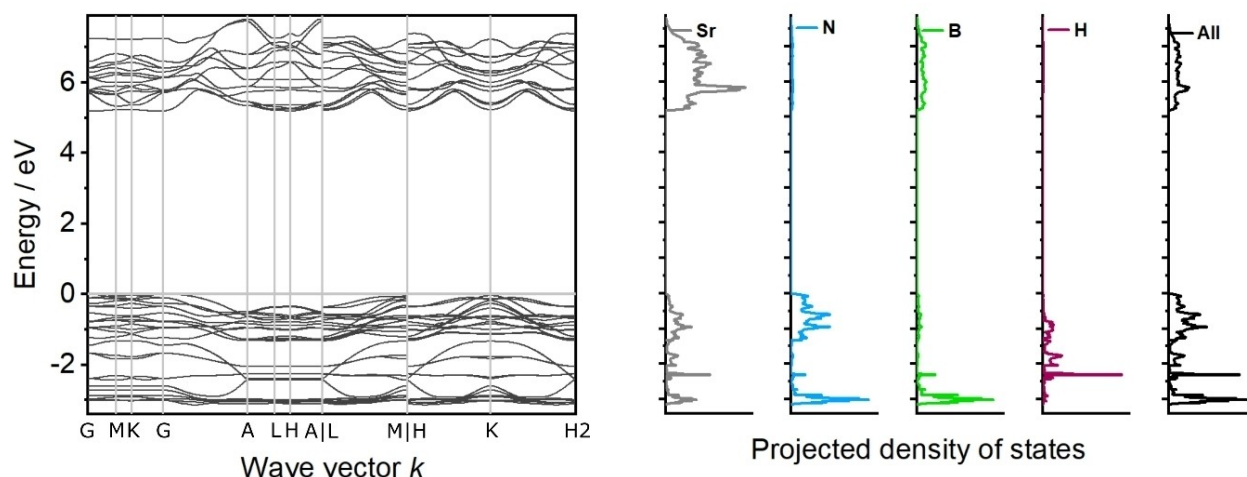 Energy / eV
6
4
2
0
-2
G M K G A L H A|L M|H K H2
Wave vector k
Sr
N
B
H
All
Projected density of states